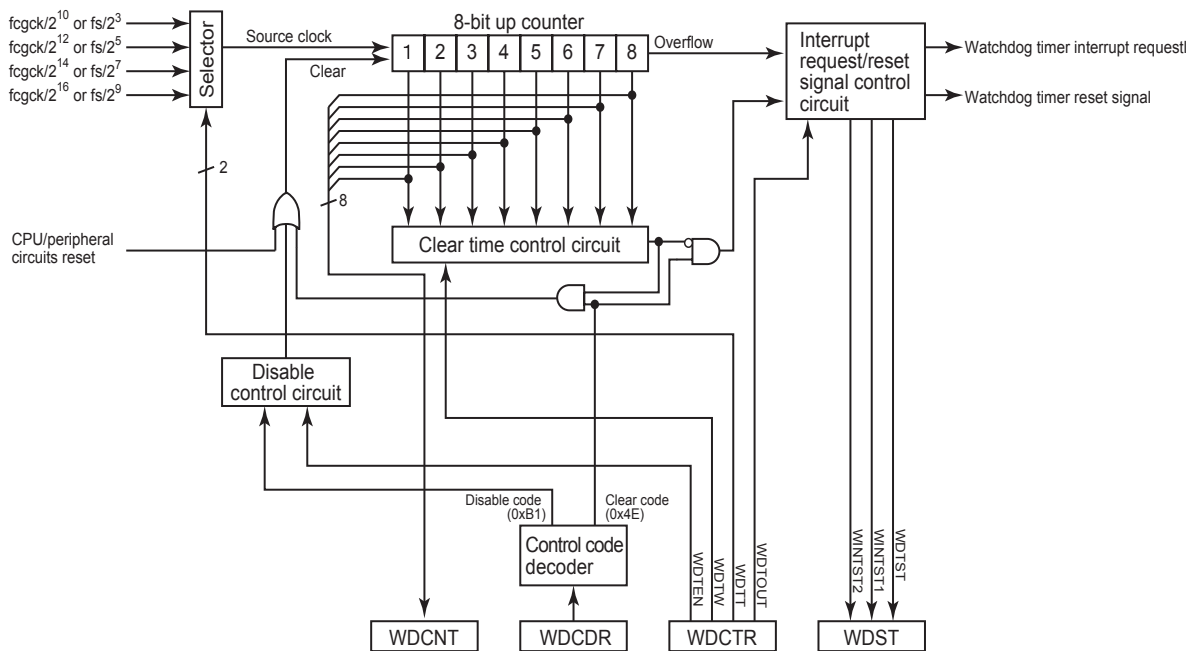 8-bit up counter
fcgck/2^10 or fs/2^3
fcgck/2^12 or fs/2^5
fcgck/2^14 or fs/2^7
fcgck/2^16 or fs/2^9
Selector
Source clock
Clear
1 2 3 4 5 6 7 8
Overflow
Interrupt
request/reset
signal control
circuit
Watchdog timer interrupt requestl
Watchdog timer reset signal
2
8
CPU/peripheral
circuits reset
Clear time control circuit
Disable
control circuit
Disable code
(0xB1)
Clear code
(0x4E)
Control code
decoder
WDTEN
WDTW
WDTT
WDTOUT
WINTST2
WINTST1
WDTST
WDCNT
WDCDR
WDCTR
WDST